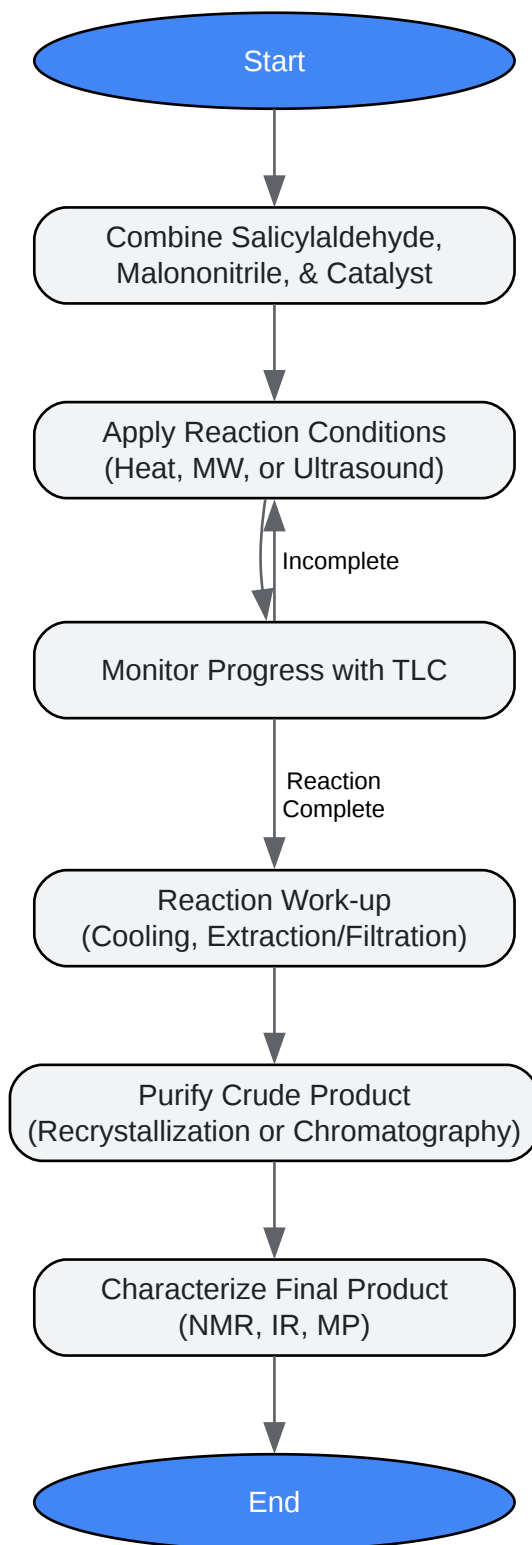 Start
Combine Salicylaldehyde,
Malononitrile, & Catalyst
Apply Reaction Conditions
(Heat, MW, or Ultrasound)
Incomplete
Monitor Progress with TLC
Reaction
Complete
Reaction Work-up
(Cooling, Extraction/Filtration)
Purify Crude Product
(Recrystallization or Chromatography)
Characterize Final Product
(NMR, IR, MP)
End